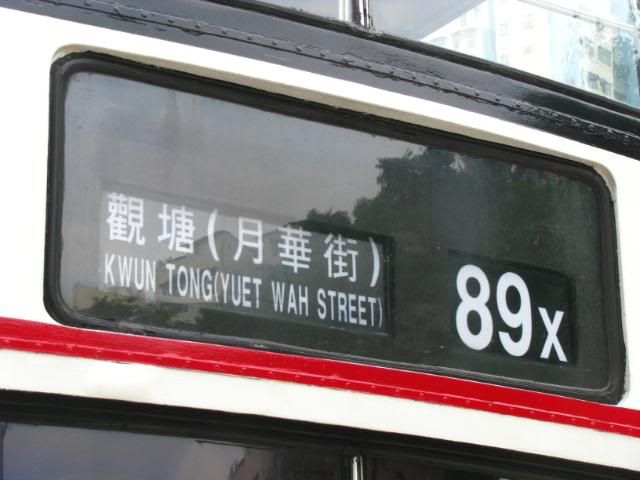 觀塘(月華街)
KWUN TONG(YUET WAH STREET)
89X